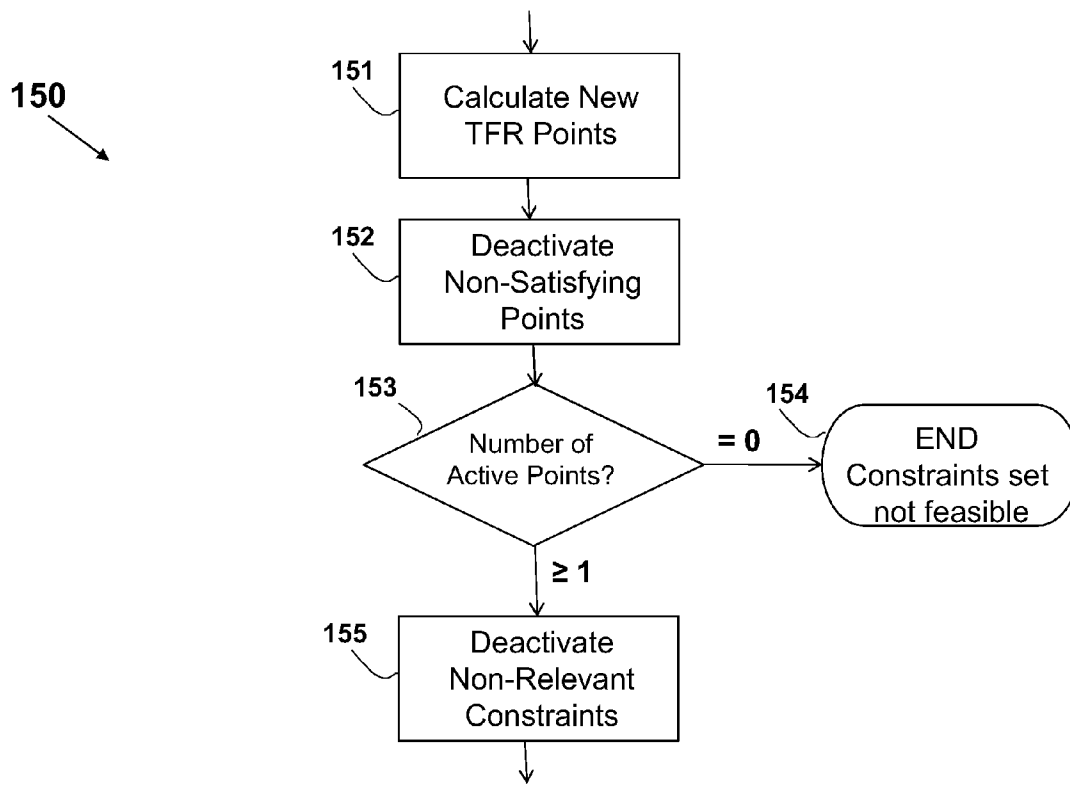 150
151
Calculate New
TFR Points
152
Deactivate
Non-Satisfying
Points
153
Number of
Active Points?
= 0
154
END
Constraints set
not feasible
≥ 1
155
Deactivate
Non-Relevant
Constraints